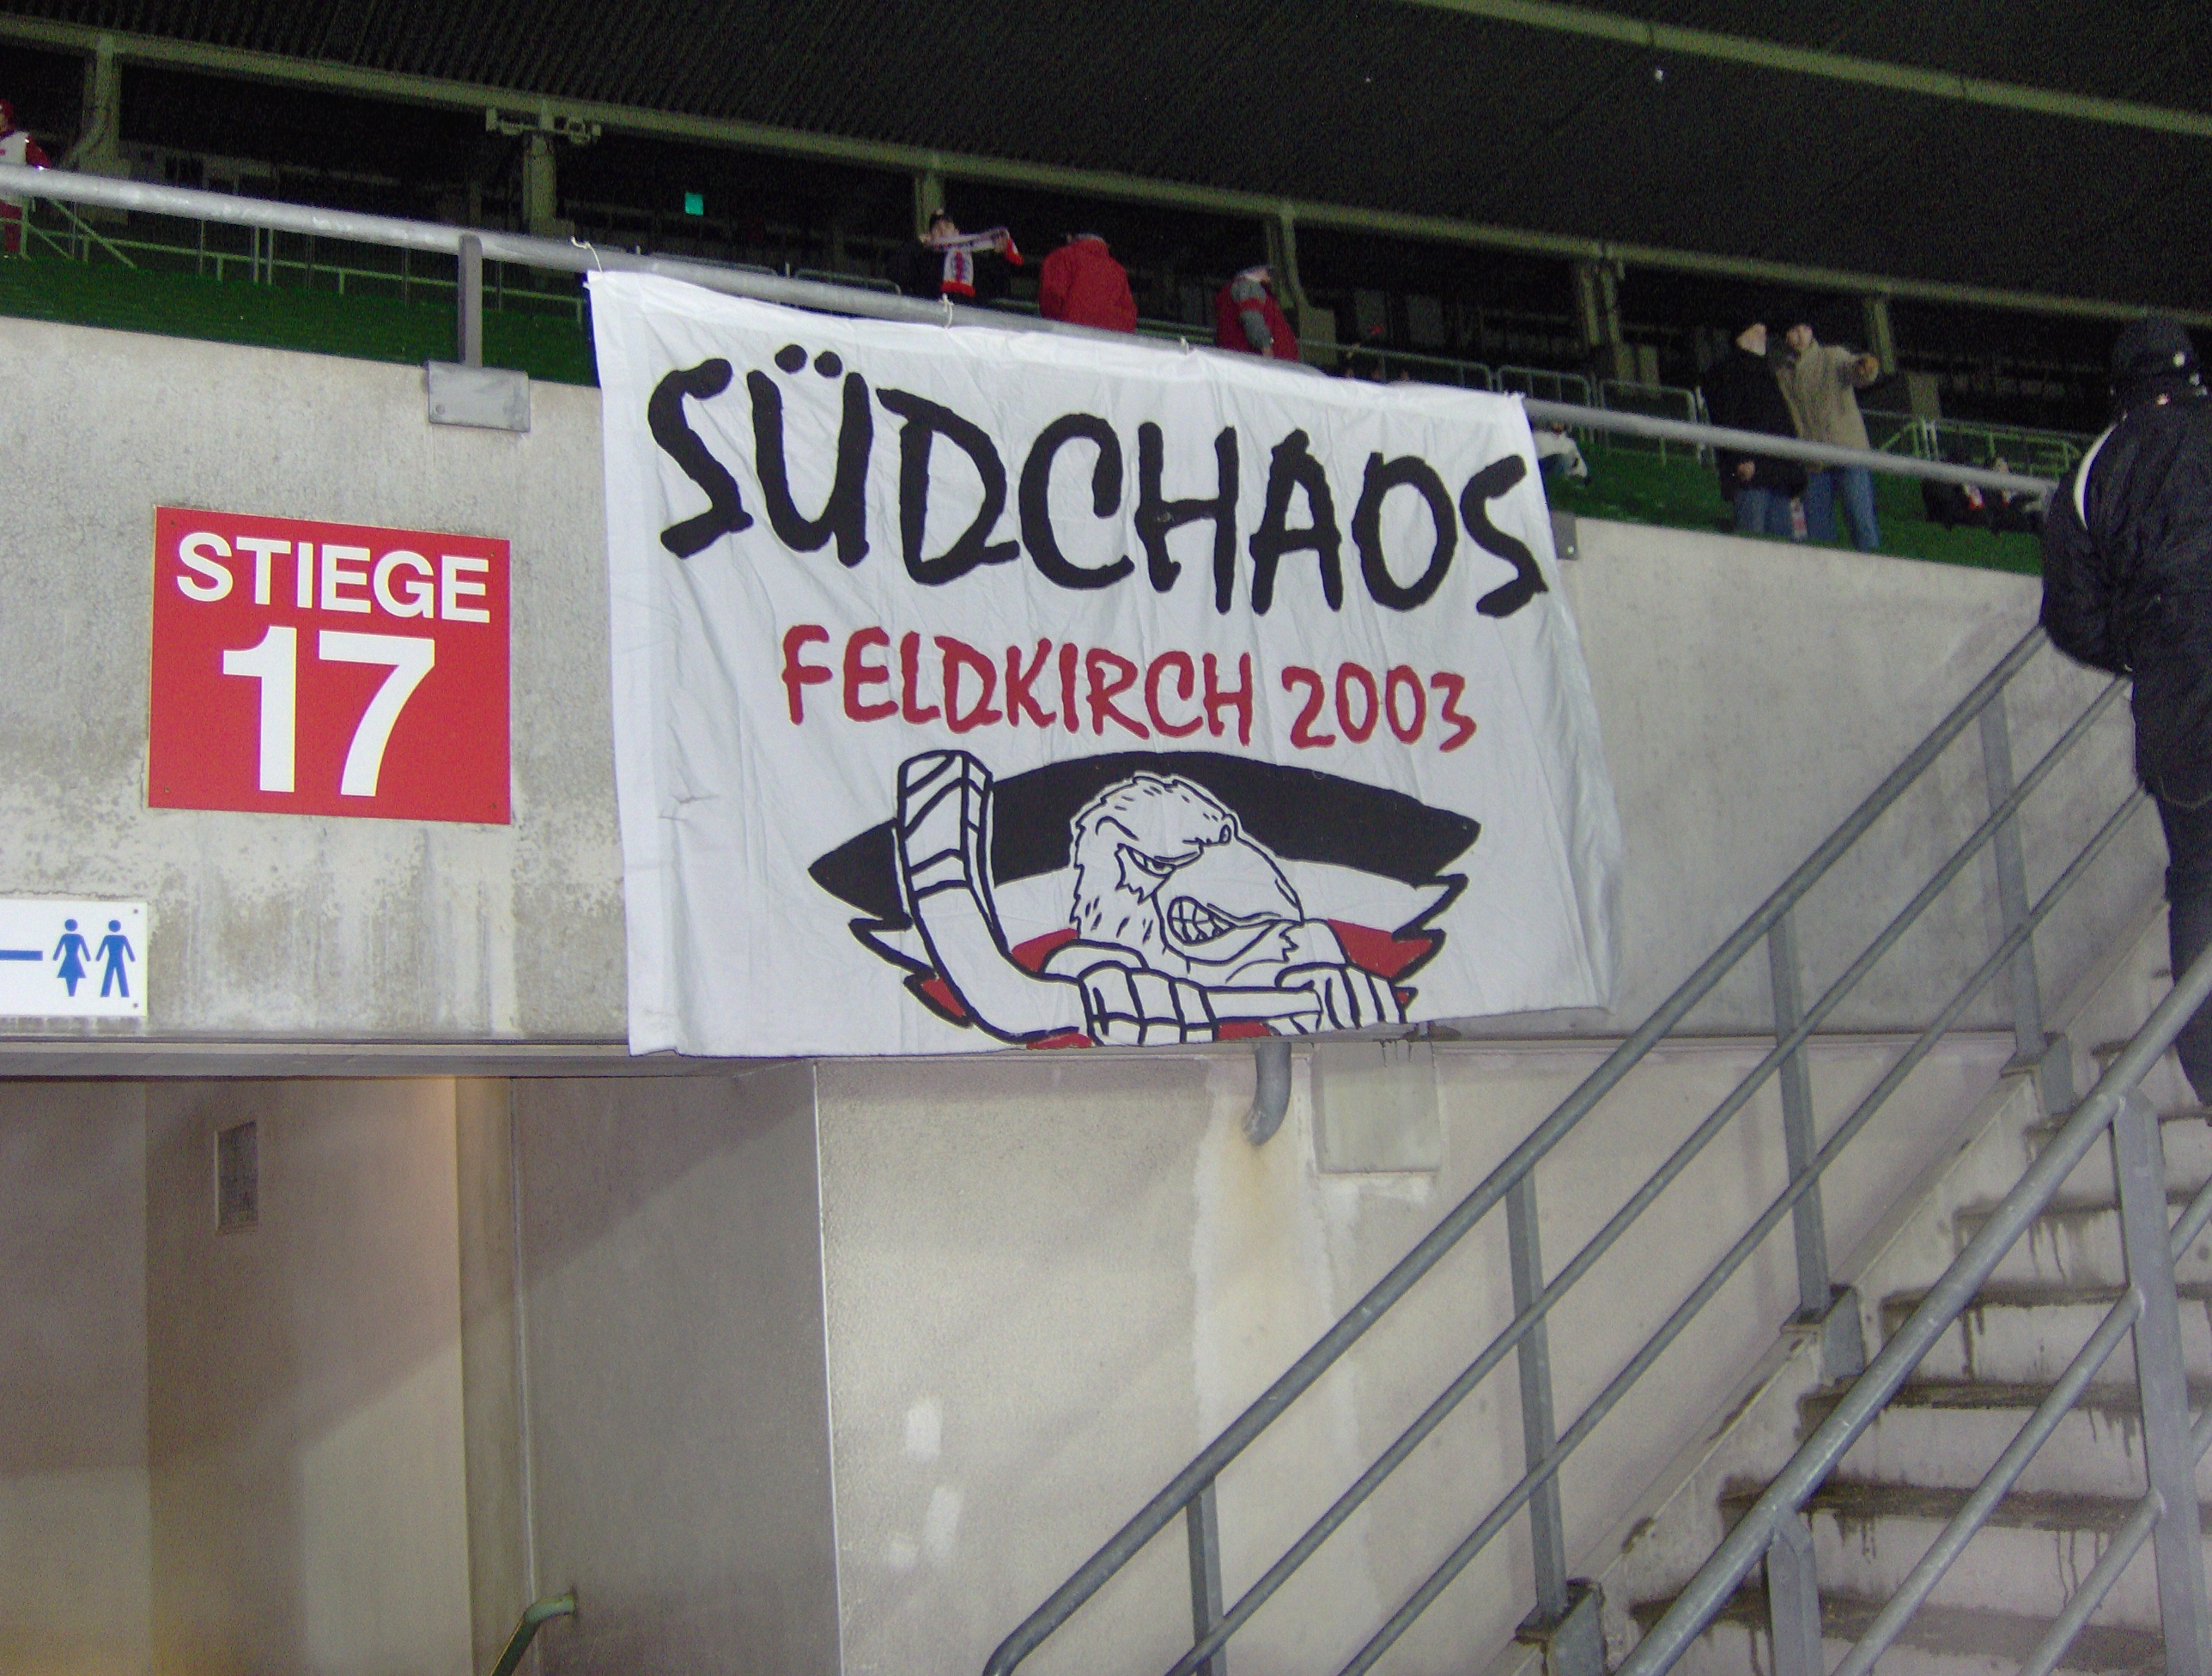 STIEGE
17
SÜDCHAOS
FELDKIRCH 2003